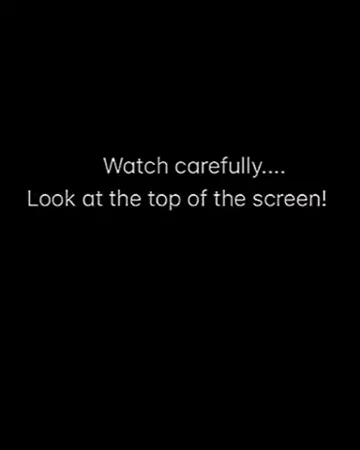 Watch carefully....
Look at the top of the screen!